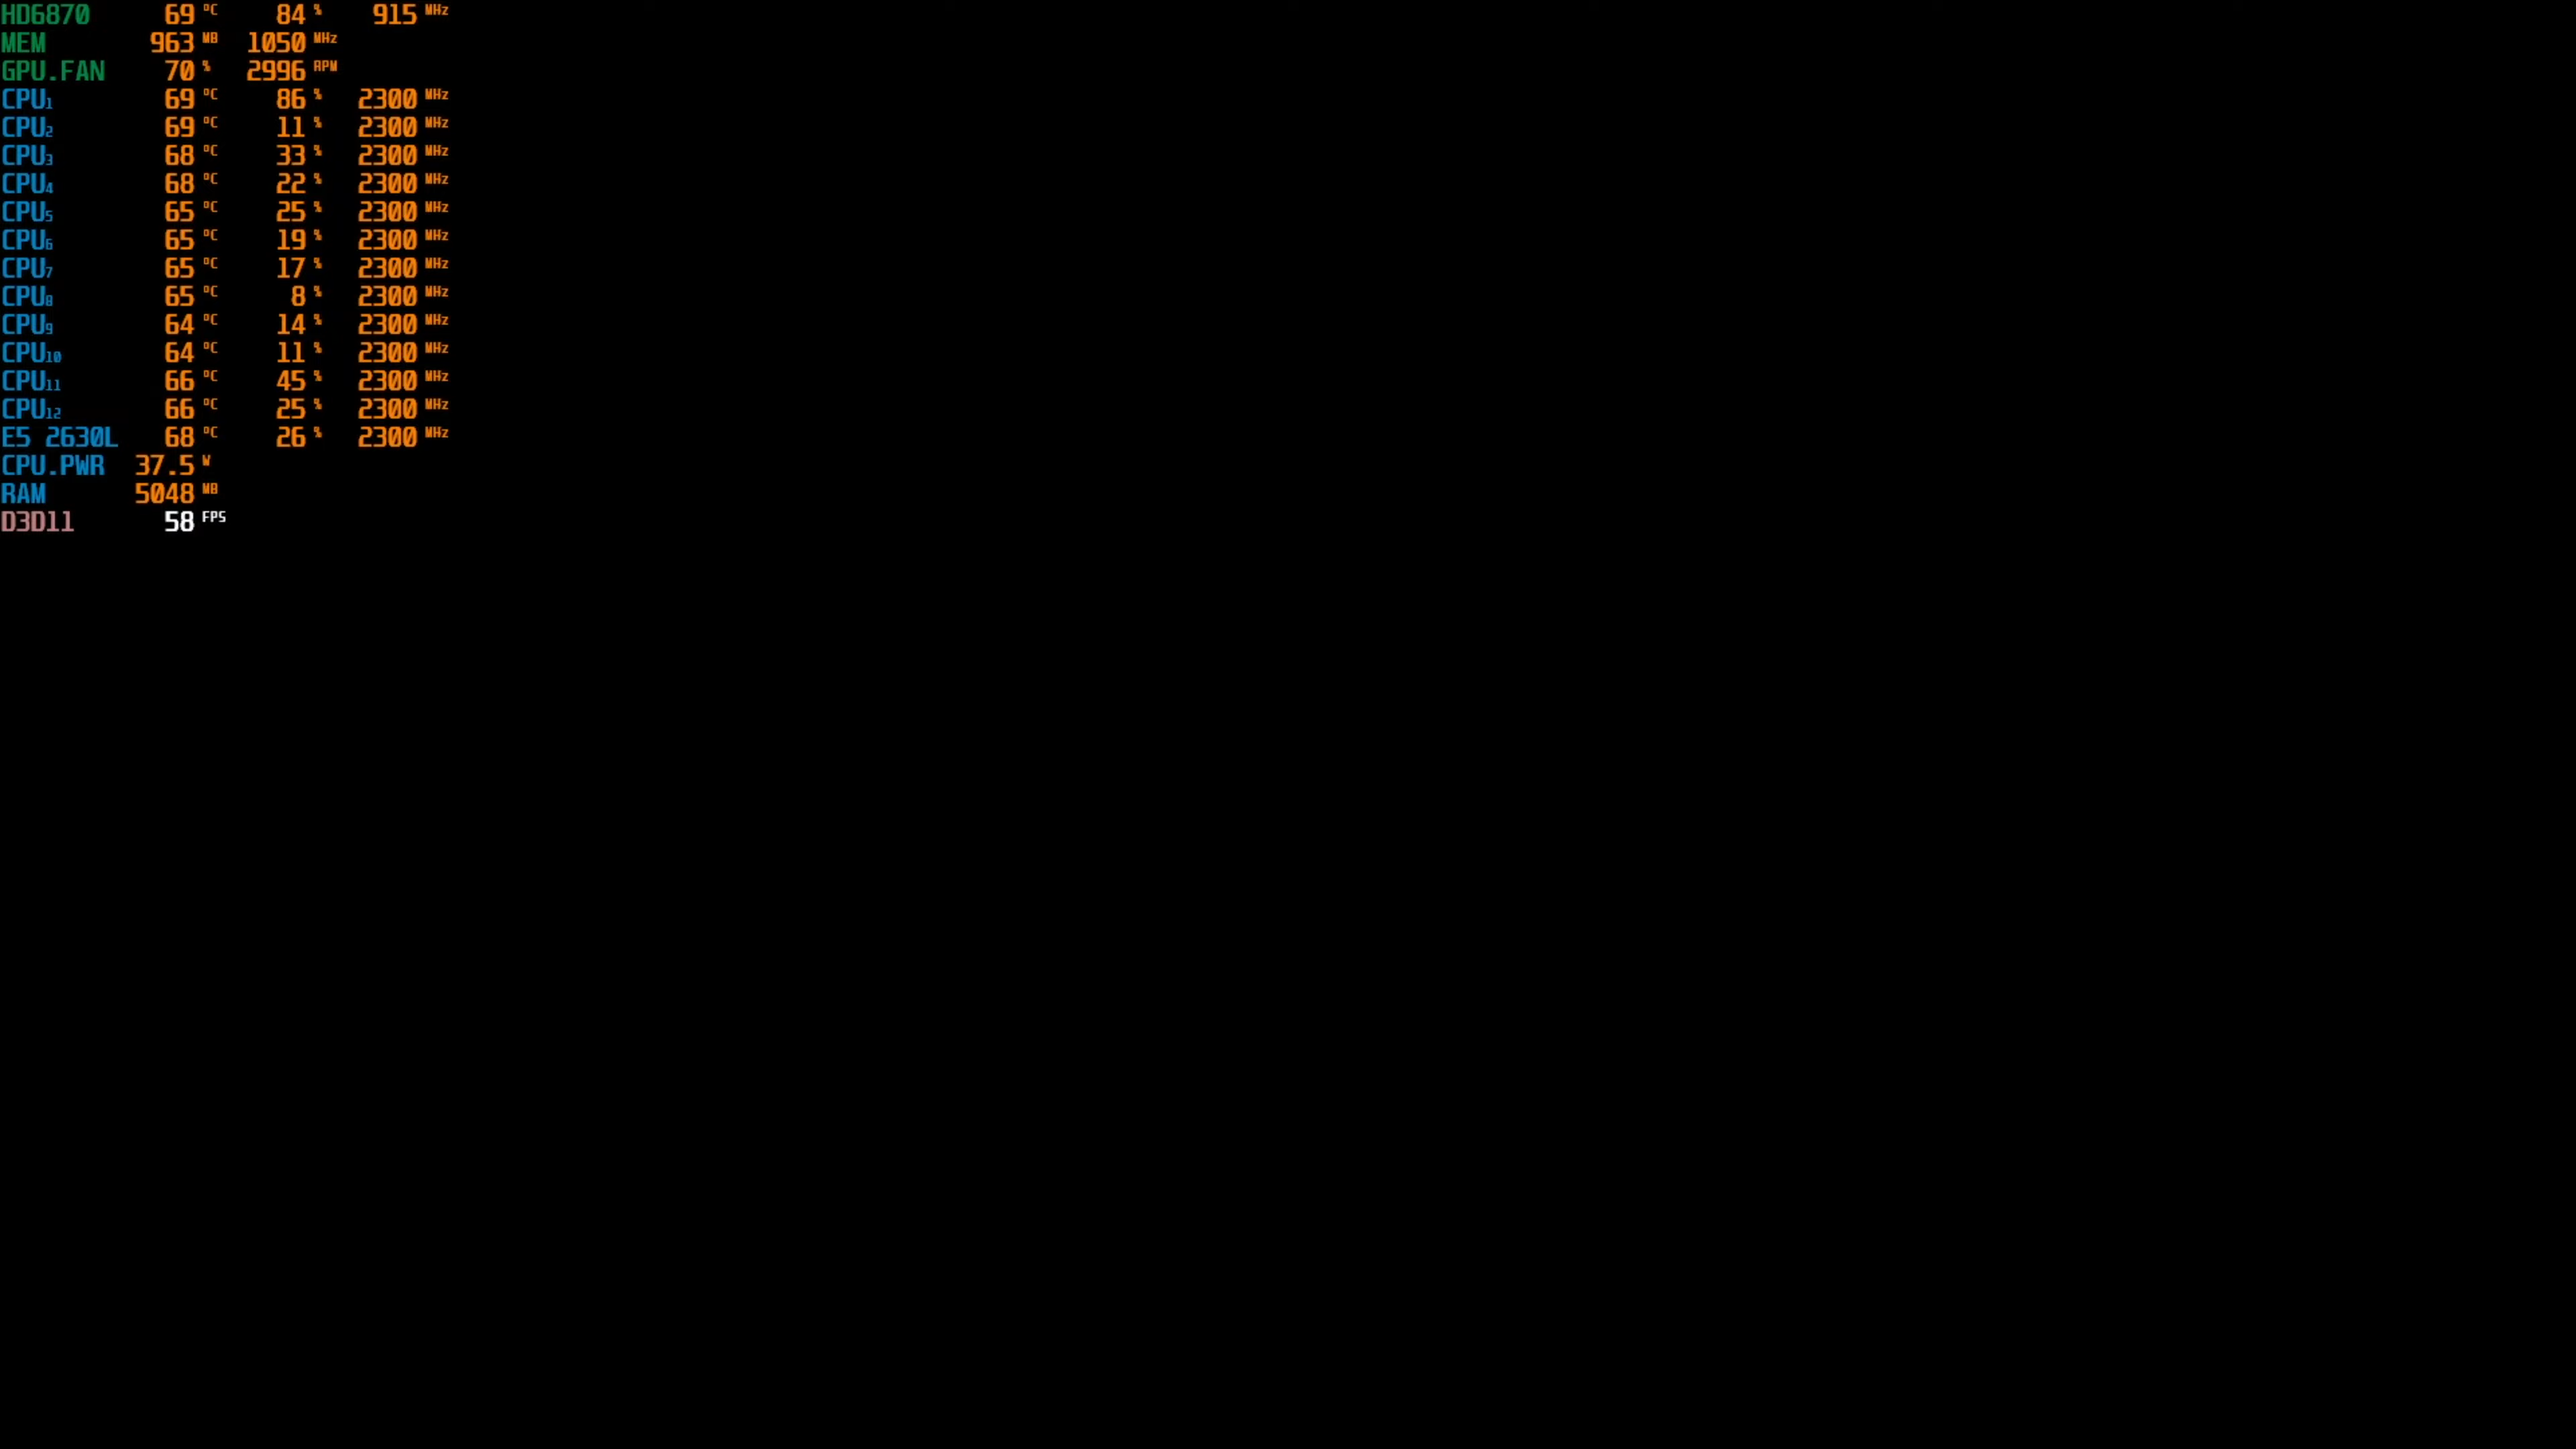 HD6870 69 °C 84 % 915 MHz
MEM 963 MB 1050 MHz
GPU.FAN 70 % 2996 RPM
CPU1 69 °C 86 % 2300 MHz
CPU2 69 °C 11 % 2300 MHz
CPU3 68 °C 33 % 2300 MHz
CPU4 68 °C 22 % 2300 MHz
CPU5 65 °C 25 % 2300 MHz
CPU6 65 °C 19 % 2300 MHz
CPU7 65 °C 17 % 2300 MHz
CPU8 65 °C 8 % 2300 MHz
CPU9 64 °C 14 % 2300 MHz
CPU10 64 °C 11 % 2300 MHz
CPU11 66 °C 45 % 2300 MHz
CPU12 66 °C 25 % 2300 MHz
E5 2630L 68 °C 26 % 2300 MHz
CPU.PWR 37.5 W
RAM 5048 MB
D3D11 58 FPS